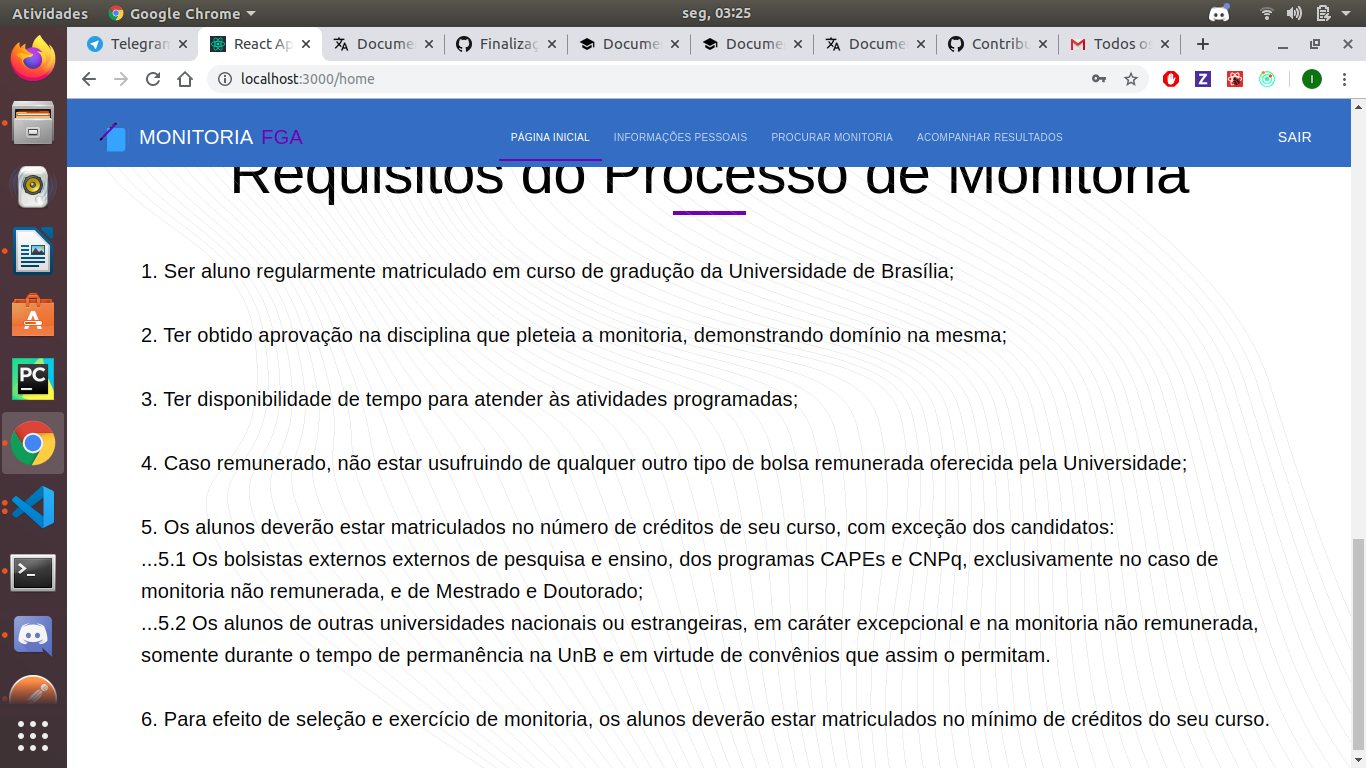 Atividades Google Chrome seg, 03:25
Telegran React Ap Docume Finalizaç Docume Docume Docume Contribu Todos os
localhost:3000/home
MONITORIA FGA PÁGINA INICIAL INFORMAÇÕES PESSOAIS PROCURAR MONITORIA ACOMPANHAR RESULTADOS SAIR
Requisitos do Processo de Monitoria
1. Ser aluno regularmente matriculado em curso de gradução da Universidade de Brasília;
2. Ter obtido aprovação na disciplina que pleteia a monitoria, demonstrando domínio na mesma;
3. Ter disponibilidade de tempo para atender às atividades programadas;
4. Caso remunerado, não estar usufruindo de qualquer outro tipo de bolsa remunerada oferecida pela Universidade;
5. Os alunos deverão estar matriculados no número de créditos de seu curso, com exceção dos candidatos:
...5.1 Os bolsistas externos externos de pesquisa e ensino, dos programas CAPEs e CNPq, exclusivamente no caso de
monitoria não remunerada, e de Mestrado e Doutorado;
...5.2 Os alunos de outras universidades nacionais ou estrangeiras, em caráter excepcional e na monitoria não remunerada,
somente durante o tempo de permanência na UnB e em virtude de convênios que assim o permitam.
6. Para efeito de seleção e exercício de monitoria, os alunos deverão estar matriculados no mínimo de créditos do seu curso.